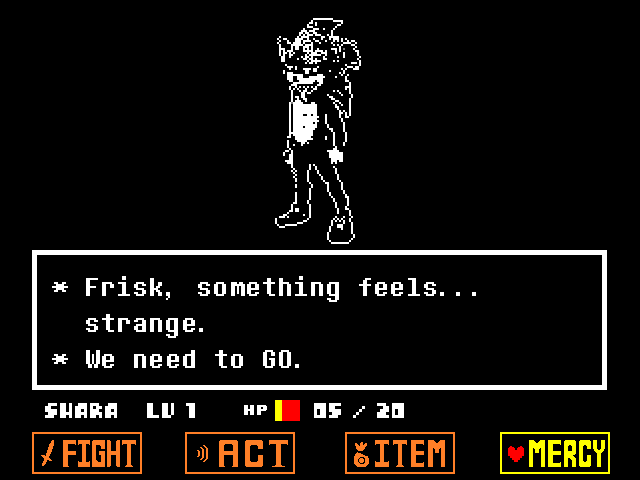 * Frisk, something feels...
strange.
* We need to GO.
SHARA LV 1 HP 05 / 20
FIGHT ACT ITEM MERCY